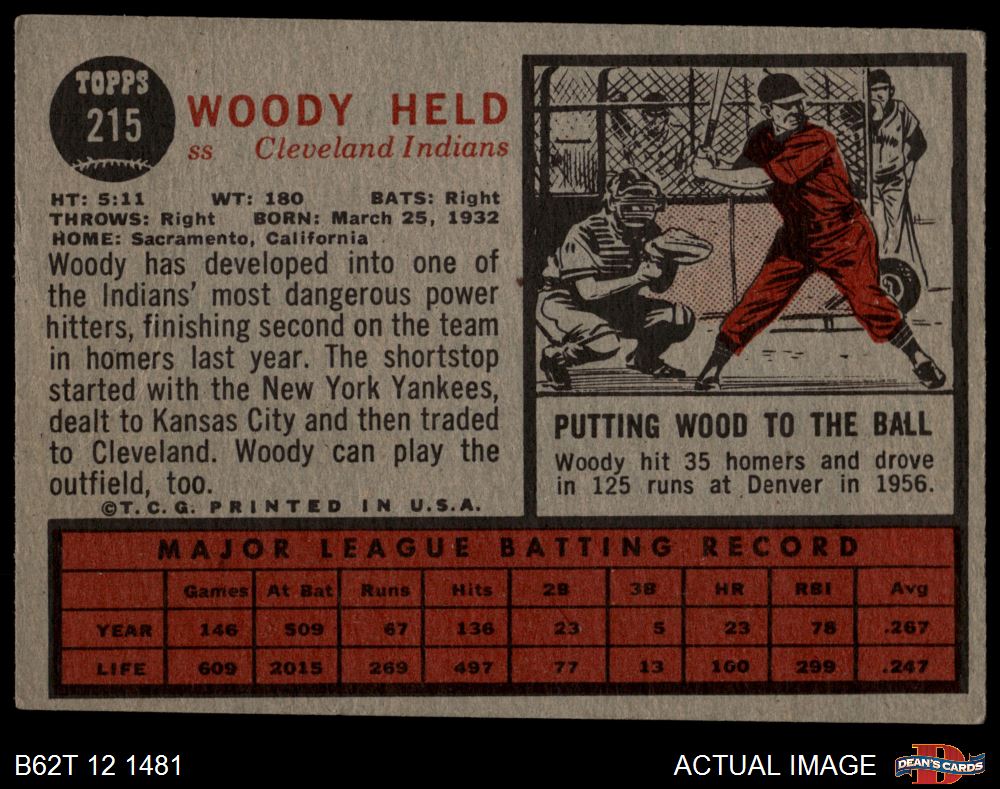 TOPPS
215
WOODY HELD
ss Cleveland Indians
HT: 5:11 WT: 180 BATS: Right
THROWS: Right BORN: March 25, 1932
HOME: Sacramento, California
Woody has developed into one of
the Indians' most dangerous power
hitters, finishing second on the team
in homers last year. The shortstop
started with the New York Yankees,
dealt to Kansas City and then traded
to Cleveland. Woody can play the
outfield, too.
©T.C.G. PRINTED IN U.S.A.
PUTTING WOOD TO THE BALL
Woody hit 35 homers and drove
in 125 runs at Denver in 1956.
MAJOR LEAGUE BATTING RECORD
Games At Bat Runs Hits 2B 3B HR RBI Avg
YEAR 146 509 67 136 23 5 23 78 .267
LIFE 609 2015 269 497 77 13 100 299 .247
B62T 12 1481
ACTUAL IMAGE
D
DEAN'S CARDS